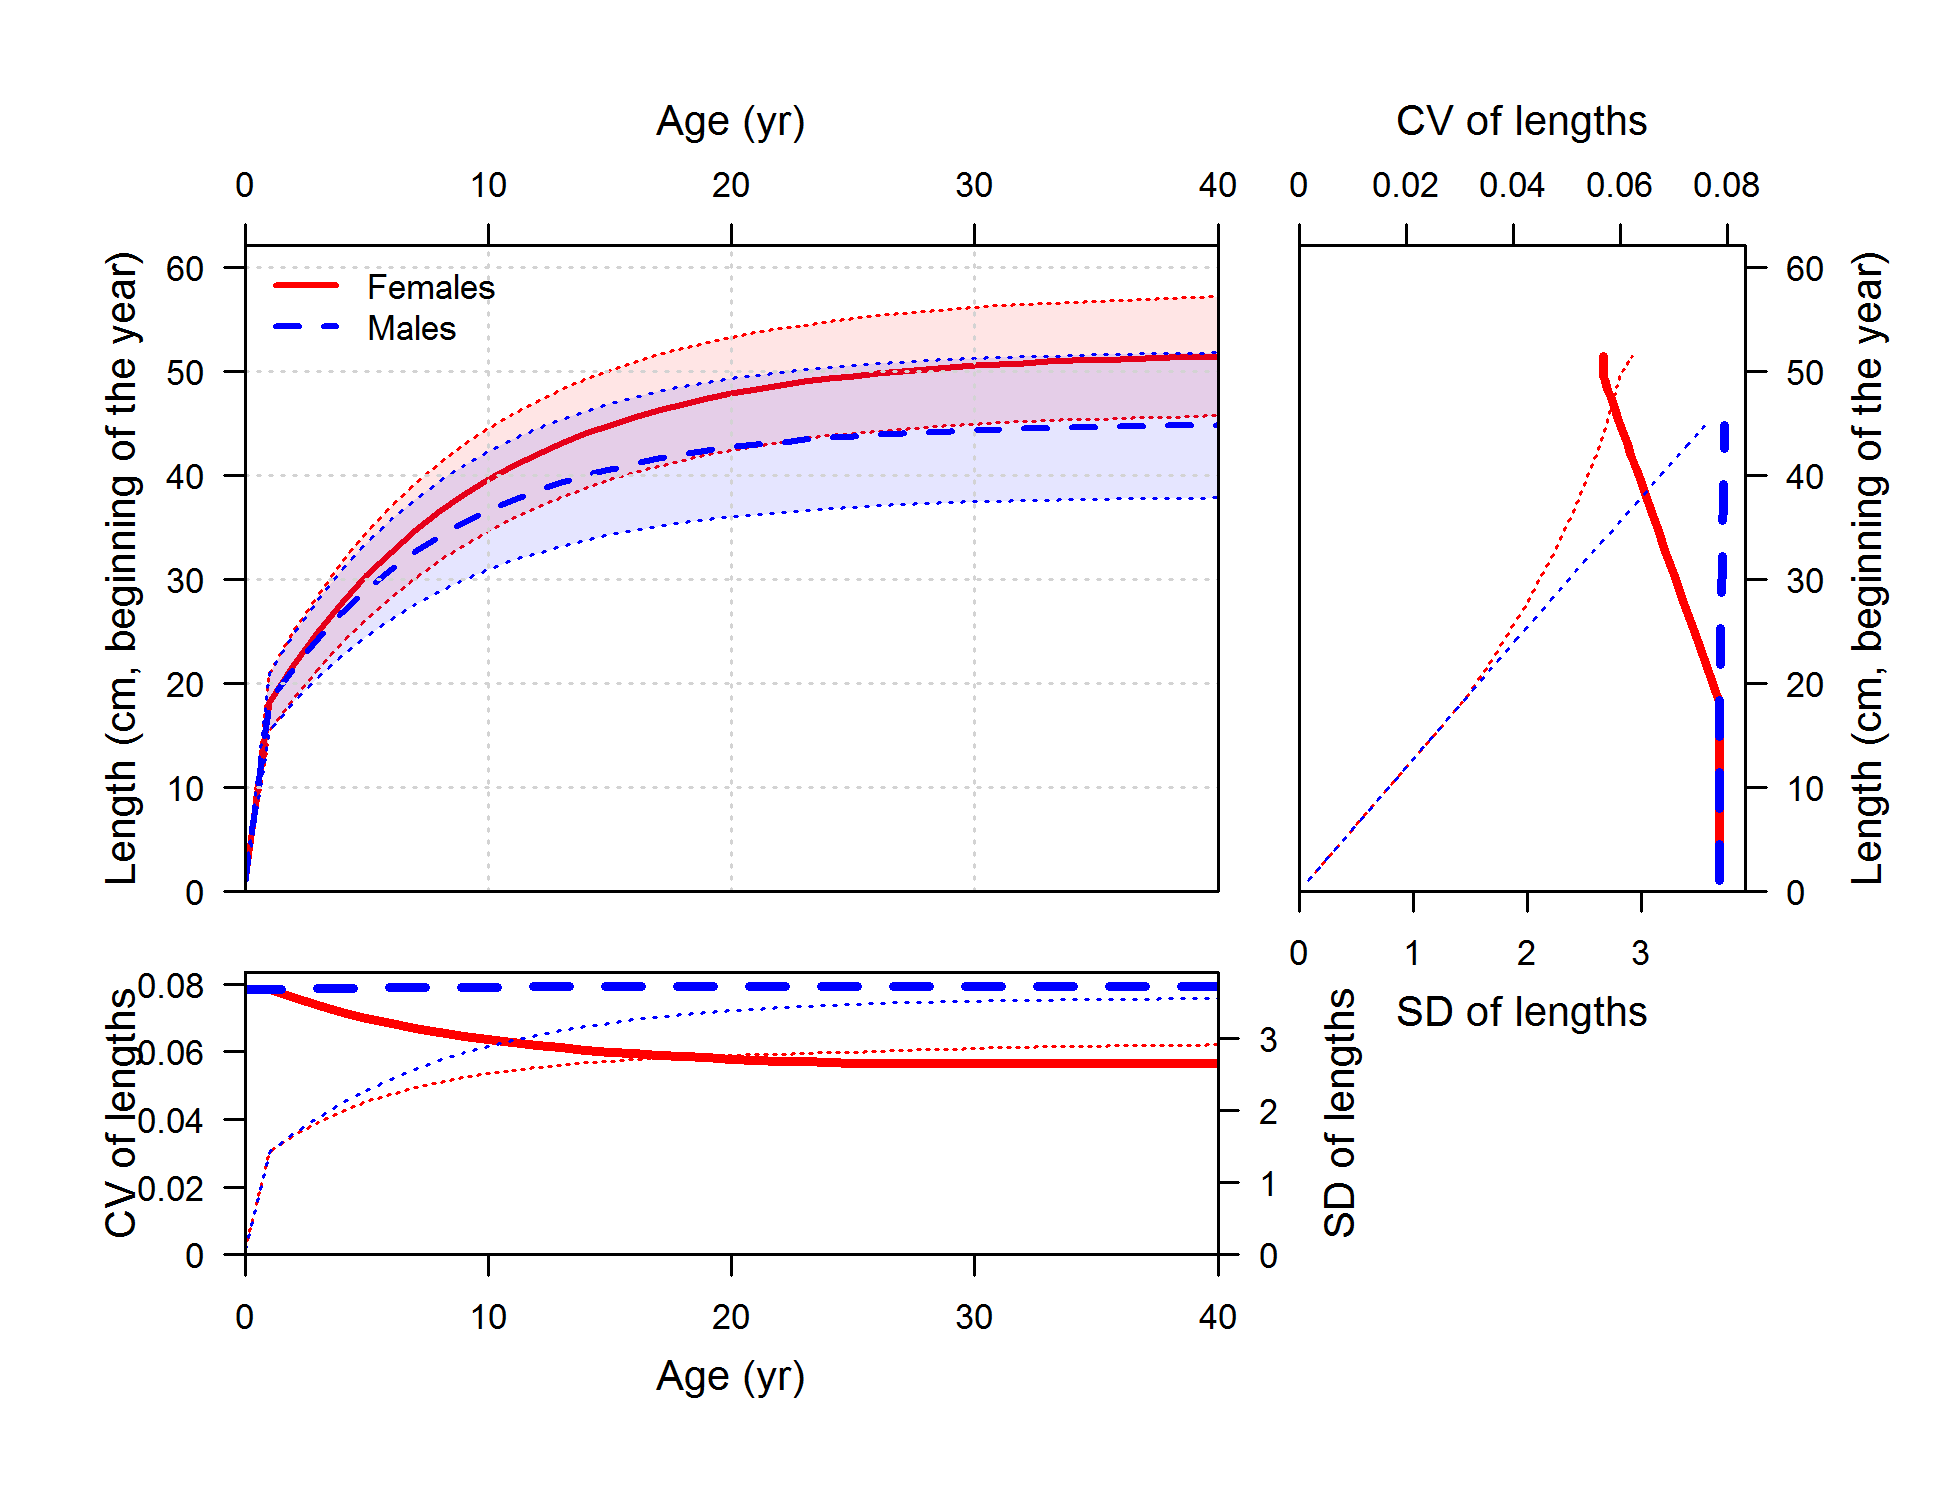 Age (yr)
CV of lengths
0 10 20 30 40
0 0.02 0.04 0.06 0.08
Length (cm, beginning of the year)
60
50
40
30
20
10
0
Females
Males
60
50
40
30
20
10
0
Length (cm, beginning of the year)
0 1 2 3
SD of lengths
CV of lengths
0.08
0.06
0.04
0.02
0
3
2
1
0
SD of lengths
0 10 20 30 40
Age (yr)